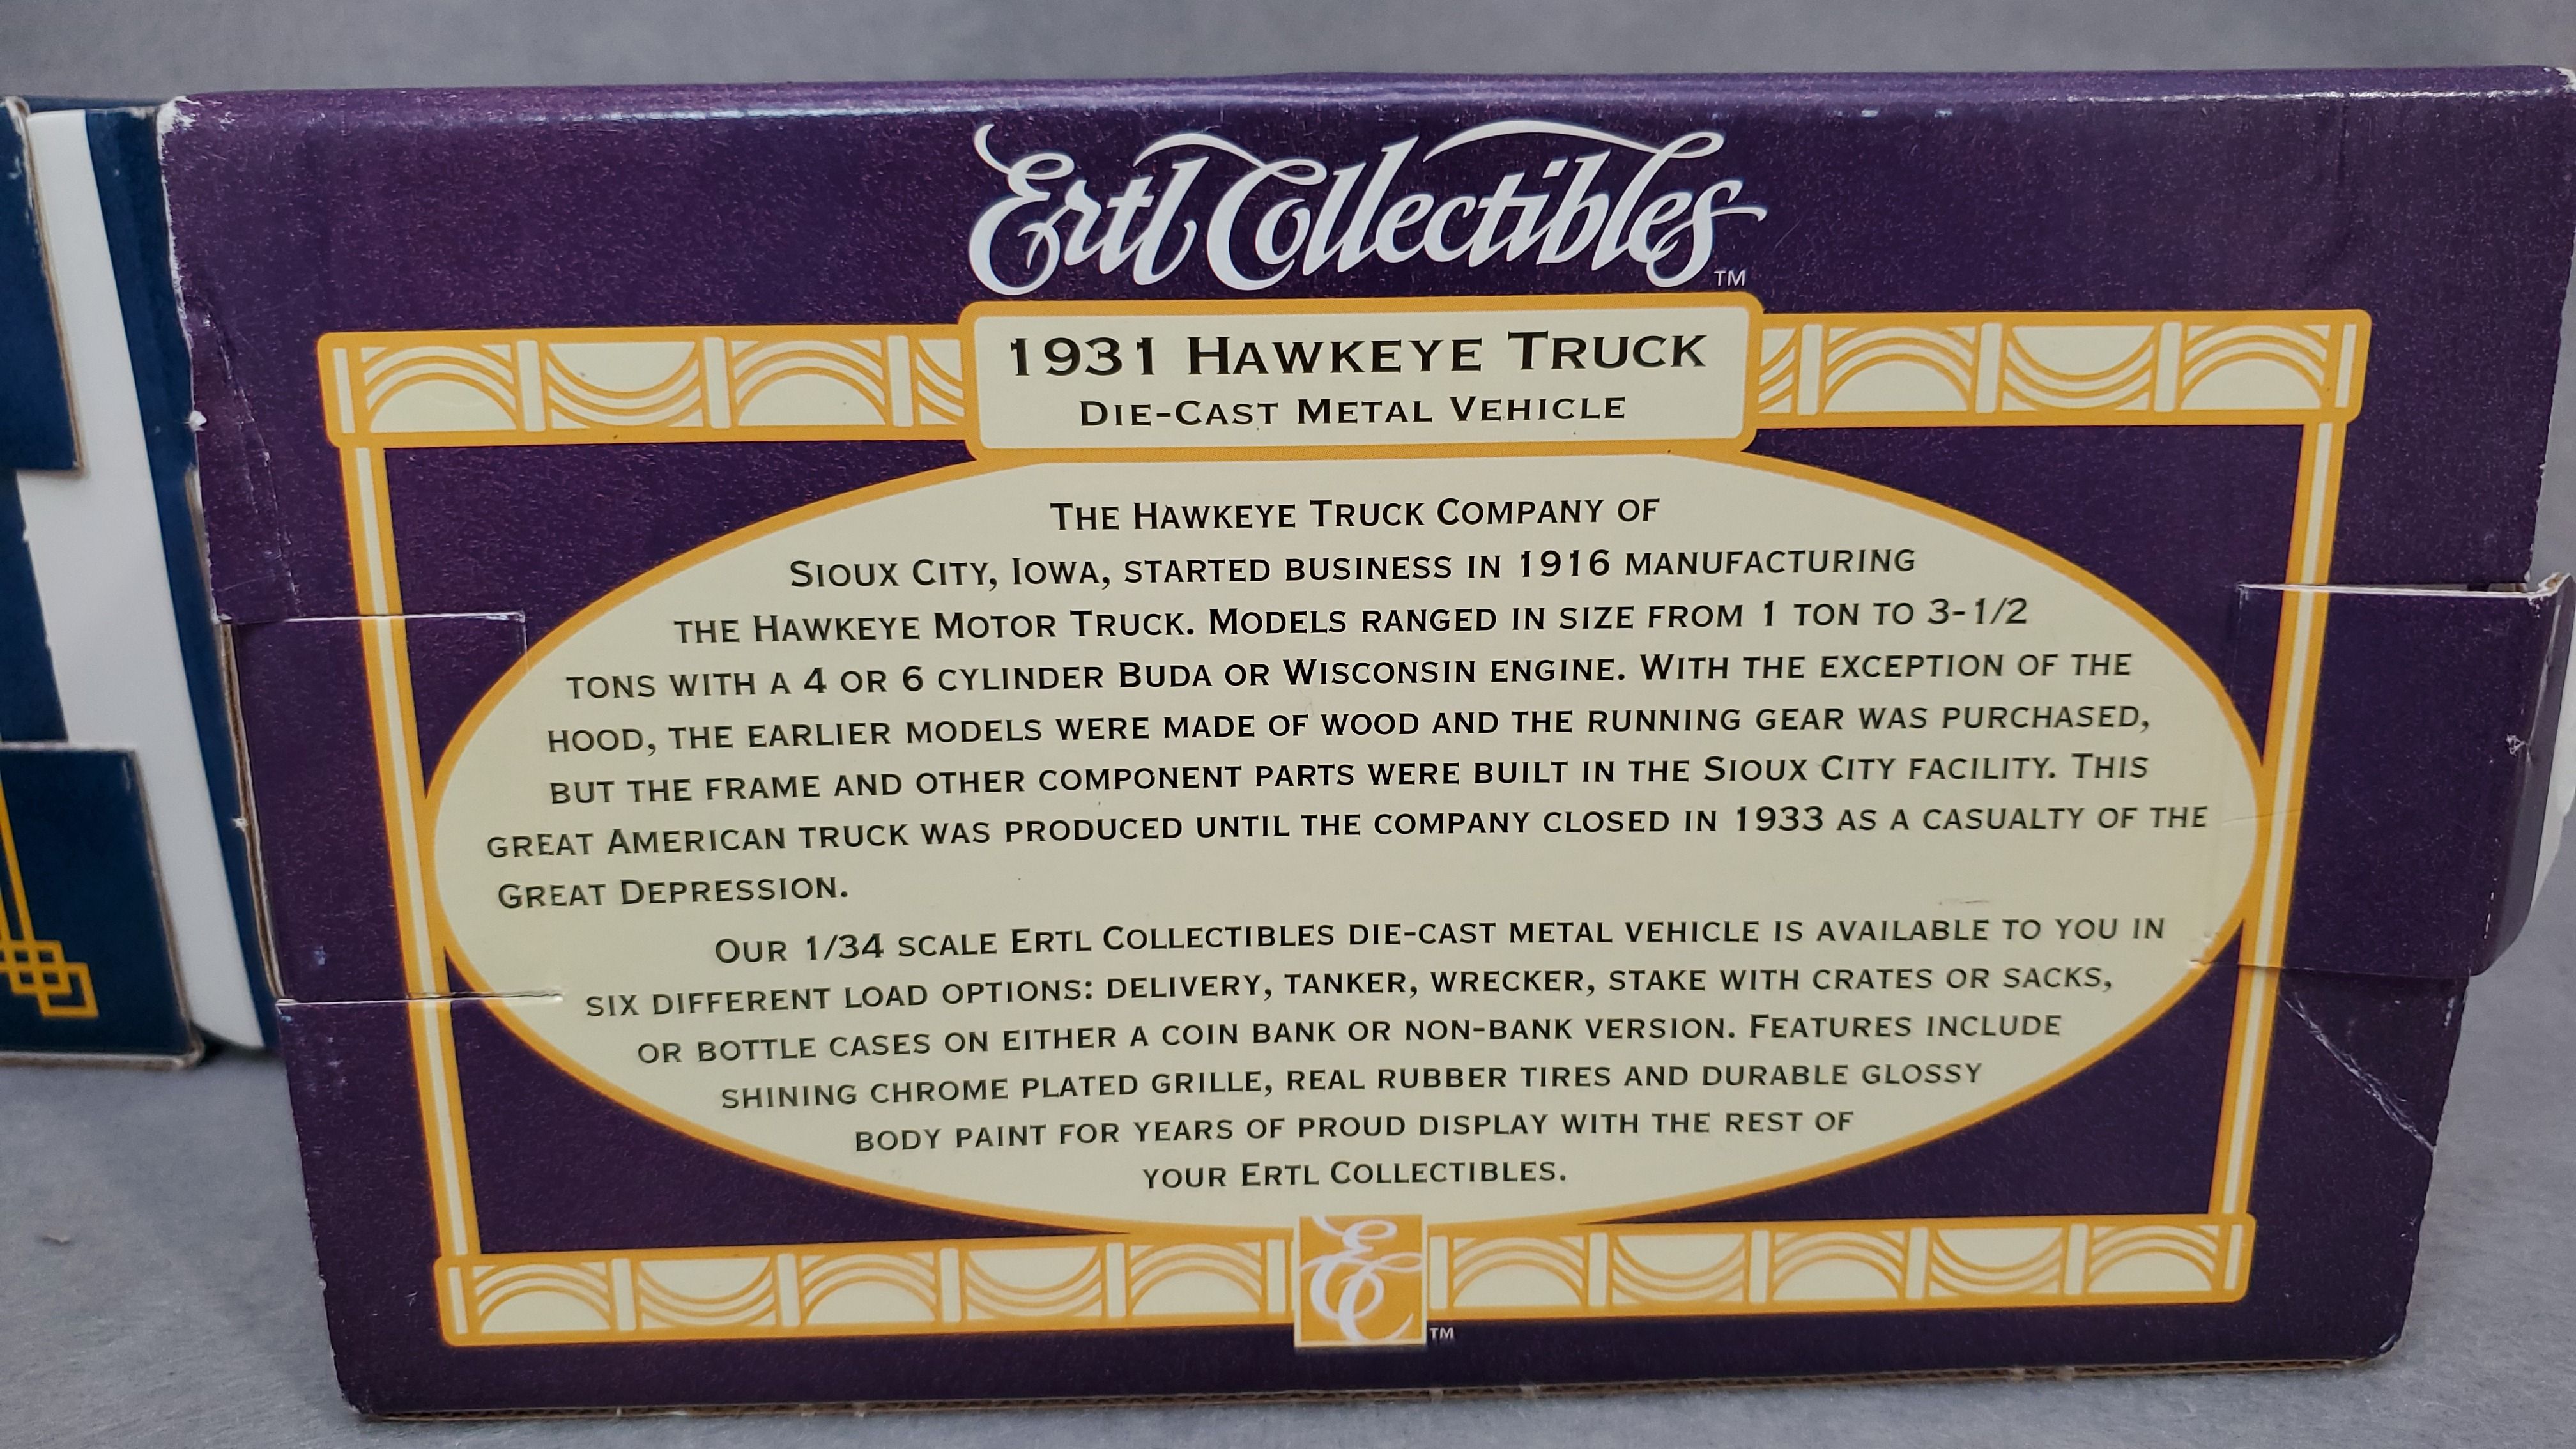 Ertl Collectibles TM
1931 HAWKEYE TRUCK
DIE-CAST METAL VEHICLE
THE HAWKEYE TRUCK COMPANY OF
SIOUX CITY, IOWA, STARTED BUSINESS IN 1916 MANUFACTURING
THE HAWKEYE MOTOR TRUCK. MODELS RANGED IN SIZE FROM 1 TON TO 3-1/2
TONS WITH A 4 OR 6 CYLINDER BUDA OR WISCONSIN ENGINE. WITH THE EXCEPTION OF THE
HOOD, THE EARLIER MODELS WERE MADE OF WOOD AND THE RUNNING GEAR WAS PURCHASED,
BUT THE FRAME AND OTHER COMPONENT PARTS WERE BUILT IN THE SIOUX CITY FACILITY. THIS
GREAT AMERICAN TRUCK WAS PRODUCED UNTIL THE COMPANY CLOSED IN 1933 AS A CASUALTY OF THE
GREAT DEPRESSION.
OUR 1/34 SCALE ERTL COLLECTIBLES DIE-CAST METAL VEHICLE IS AVAILABLE TO YOU IN
SIX DIFFERENT LOAD OPTIONS: DELIVERY, TANKER, WRECKER, STAKE WITH CRATES OR SACKS,
OR BOTTLE CASES ON EITHER A COIN BANK OR NON-BANK VERSION. FEATURES INCLUDE
SHINING CHROME PLATED GRILLE, REAL RUBBER TIRES AND DURABLE GLOSSY
BODY PAINT FOR YEARS OF PROUD DISPLAY WITH THE REST OF
YOUR ERTL COLLECTIBLES.
EC TM